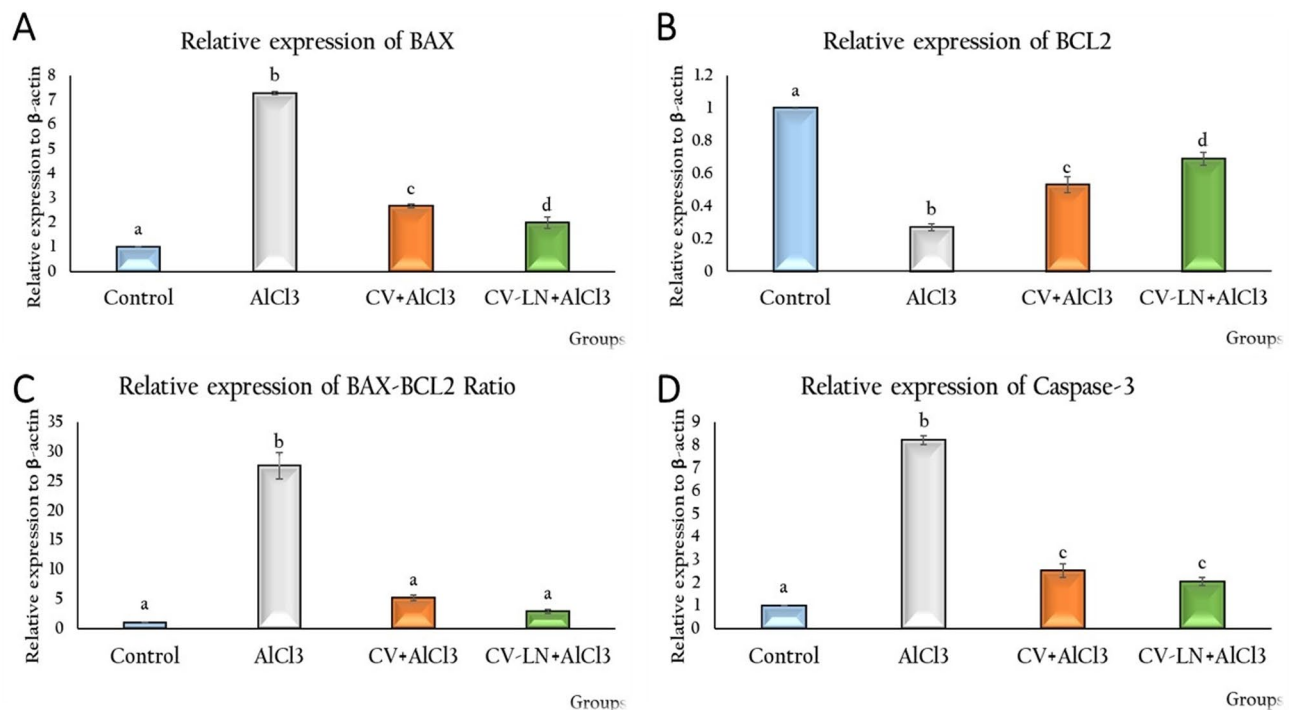 A
Relative expression of BAX
Relative expression to β-actin
8
7
6
5
4
3
2
1
0
a
b
c
d
Control
AlCl3
CV+AlCl3
CV-LN+AlCl3
Groups
B
Relative expression of BCL2
Relative expression to β-actin
1.2
1
0.8
0.6
0.4
0.2
0
a
b
c
d
Control
AlCl3
CV+AlCl3
CV-LN+AlCl3
Groups
C
Relative expression of BAX-BCL2 Ratio
Relative expression to β-actin
35
30
25
20
15
10
5
0
a
b
a
a
Control
AlCl3
CV+AlCl3
CV-LN+AlCl3
Groups
D
Relative expression of Caspase-3
Relative expression to β-actin
9
8
7
6
5
4
3
2
1
0
a
b
c
c
Control
AlCl3
CV+AlCl3
CV-LN+AlCl3
Groups